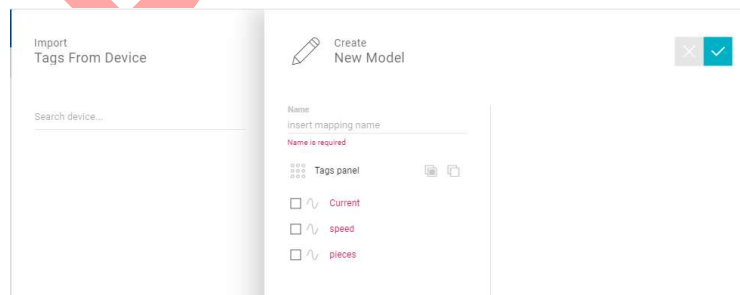 Import
Tags From Device
Search device...
Create
New Model
Name
insert mapping name
Name is required
Tags panel
Current
speed
pieces